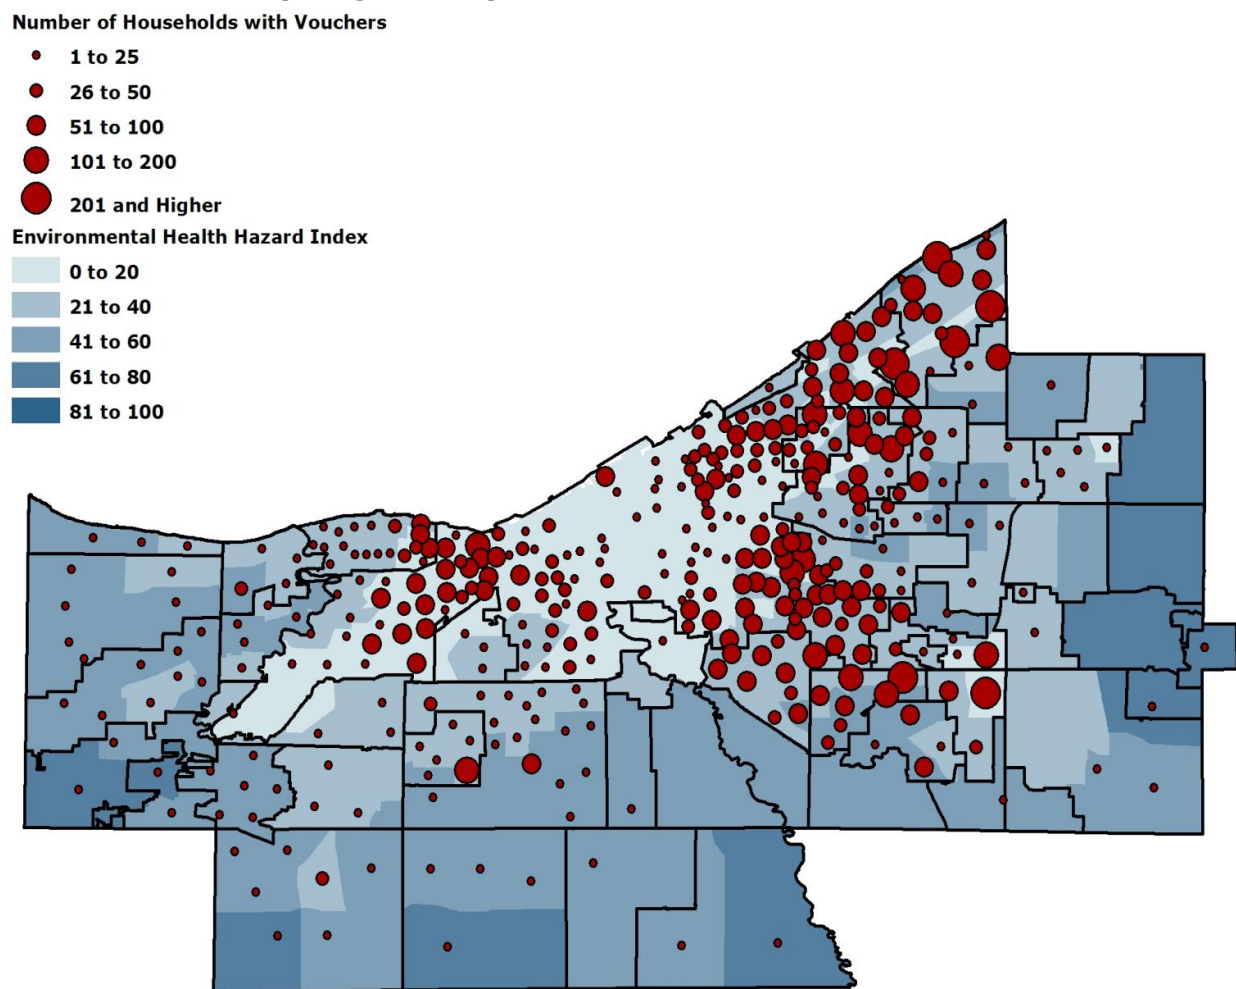 Number of Households with Vouchers
1 to 25
26 to 50
51 to 100
101 to 200
201 and Higher
Environmental Health Hazard Index
0 to 20
21 to 40
41 to 60
61 to 80
81 to 100